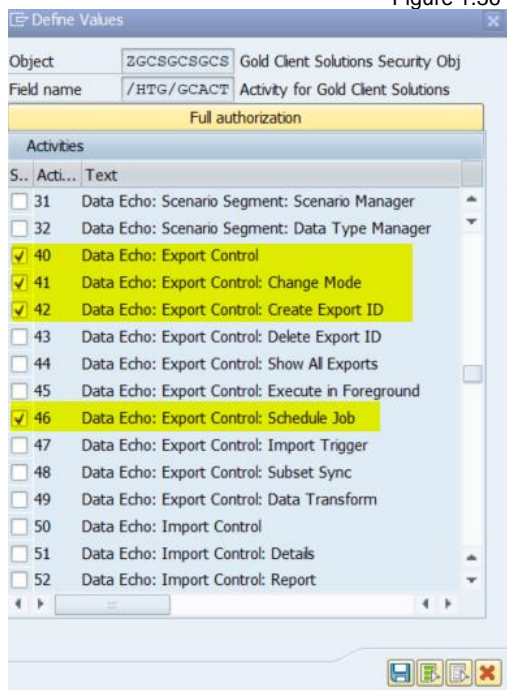 Define Values
Object ZGCSGCSGCS Gold Client Solutions Security Obj
Field name /HTG/GCACT Activity for Gold Client Solutions
Full authorization
Activities
S.. Acti... Text
31 Data Echo: Scenario Segment: Scenario Manager
32 Data Echo: Scenario Segment: Data Type Manager
40 Data Echo: Export Control
41 Data Echo: Export Control: Change Mode
42 Data Echo: Export Control: Create Export ID
43 Data Echo: Export Control: Delete Export ID
44 Data Echo: Export Control: Show All Exports
45 Data Echo: Export Control: Execute in Foreground
46 Data Echo: Export Control: Schedule Job
47 Data Echo: Export Control: Import Trigger
48 Data Echo: Export Control: Subset Sync
49 Data Echo: Export Control: Data Transform
50 Data Echo: Import Control
51 Data Echo: Import Control: Details
52 Data Echo: Import Control: Report